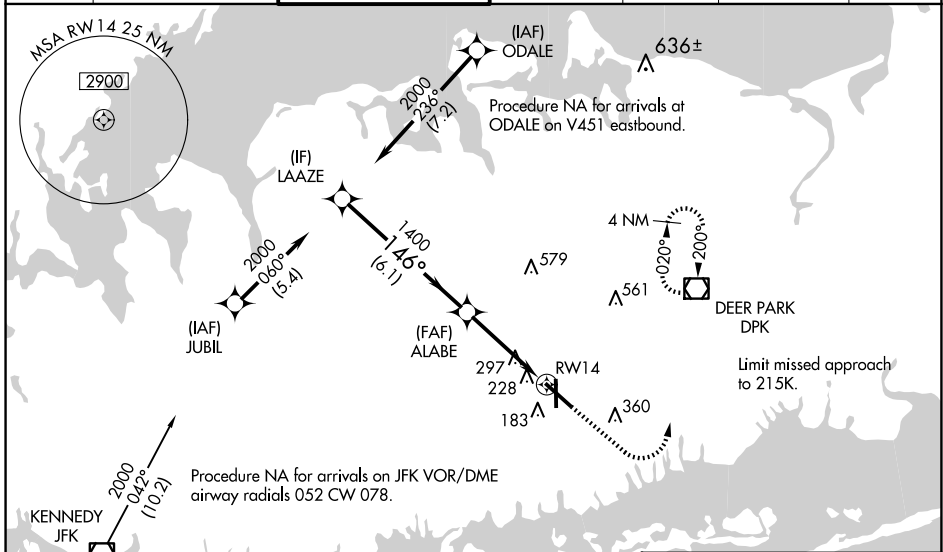 MSA RW14 25 NM
2900
(IAF)
ODALE
636±
2000
236°
(7.2)
Procedure NA for arrivals at
ODALE on V451 eastbound.
(IF)
LAAZE
4 NM
020°
200°
1400
146°
(6.1)
579
2000
060°
(5.4)
561
DEER PARK
DPK
(IAF)
JUBIL
(FAF)
ALABE
Limit missed approach
to 215K.
297
RW14
228
183
360
2000
042°
(10.2)
Procedure NA for arrivals on JFK VOR/DME
airway radials 052 CW 078.
KENNEDY
JFK